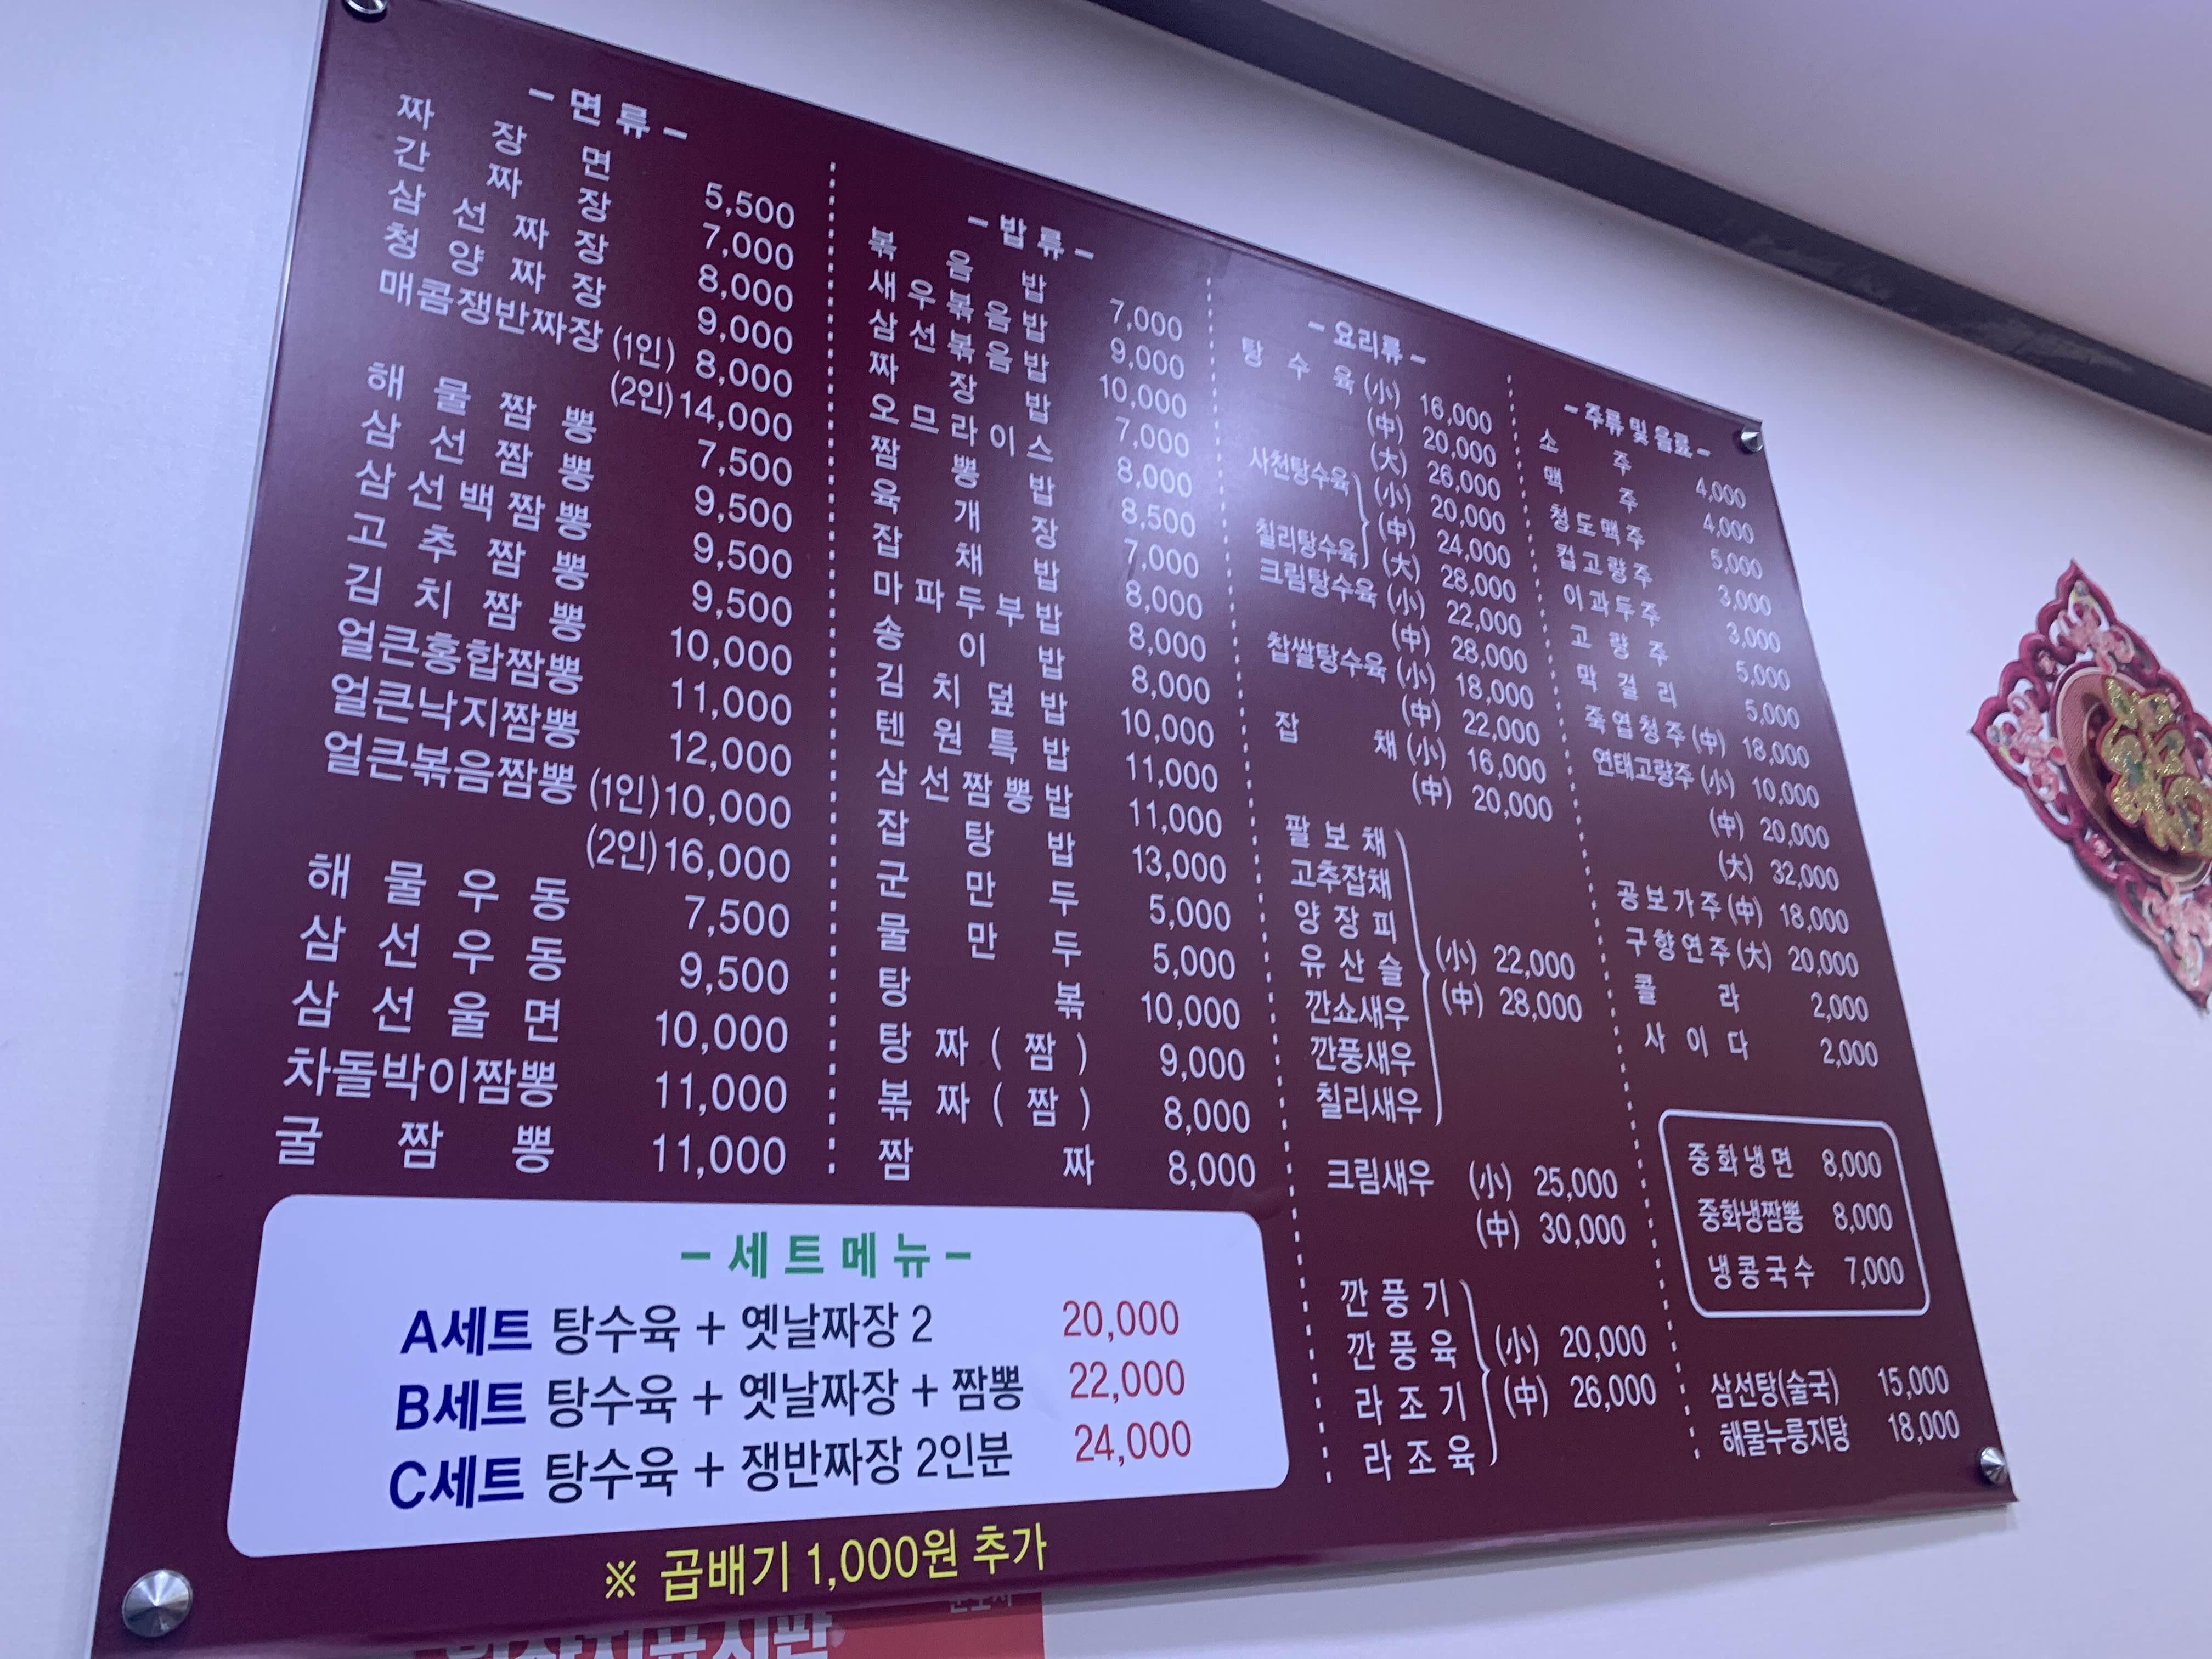 - 면 류 -
짜 장 면 5,500
간 짜 장 7,000
삼 선 짜 장 8,000
청 양 짜 장 9,000
매콤쟁반짜장 (1인) 8,000
(2인) 14,000
해 물 짬 뽕 7,500
삼 선 짬 뽕 9,500
삼 선 백 짬 뽕 9,500
고 추 짬 뽕 9,500
김 치 짬 뽕 10,000
얼큰홍합짬뽕 11,000
얼큰낙지짬뽕 12,000
얼큰볶음짬뽕 (1인) 10,000
(2인) 16,000
해 물 우 동 7,500
삼 선 우 동 9,500
삼 선 울 면 10,000
차돌박이짬뽕 11,000
굴 짬 뽕 11,000
- 밥 류 -
볶 음 밥 7,000
새 우 볶 음 밥 9,000
삼 선 볶 음 밥 10,000
짜 장 밥 7,000
오 므 라 이 스 8,000
짬 뽕 밥 8,500
육 개 장 7,000
잡 채 밥 8,000
마 파 두 부 밥 8,000
송 이 밥 8,000
김 치 덮 밥 10,000
텐 원 특 밥 11,000
삼 선 짬 뽕 밥 11,000
잡 탕 밥 13,000
군 만 두 5,000
물 만 두 5,000
탕 볶 10,000
탕 짜 ( 짬 ) 9,000
볶 짜 ( 짬 ) 8,000
짬 짜 8,000
- 요리류 -
탕 수 육 (小) 16,000
(中) 20,000
(大) 26,000
사천탕수육 (小) 20,000
(中) 24,000
칠리탕수육 (大) 28,000
크림탕수육 (小) 22,000
(中) 28,000
찹쌀탕수육 (小) 18,000
(中) 22,000
잡 채 (小) 16,000
(中) 20,000
팔 보 채
고추잡채
양 장 피
유 산 슬 (小) 22,000
깐쇼새우 (中) 28,000
깐풍새우
칠리새우
크림새우 (小) 25,000
(中) 30,000
깐 풍 기
깐 풍 육 (小) 20,000
라 조 기 (中) 26,000
라 조 육
- 주류 및 음료 -
소 주 4,000
맥 주 4,000
청 도 맥 주 5,000
컵 고 량 주 3,000
이 과 두 주 3,000
고 량 주 5,000
막 걸 리 5,000
죽 엽 청 주 (中) 18,000
연태고량주 (小) 10,000
(中) 20,000
(大) 32,000
공 보 가 주 (中) 18,000
구 향 연 주 (大) 20,000
콜 라 2,000
사 이 다 2,000
중 화 냉 면 8,000
중화냉짬뽕 8,000
냉 콩 국 수 7,000
삼선탕(술국) 15,000
해물누룽지탕 18,000
- 세 트 메 뉴 -
A세트 탕수육 + 옛날짜장 2 20,000
B세트 탕수육 + 옛날짜장 + 짬뽕 22,000
C세트 탕수육 + 쟁반짜장 2인분 24,000
※ 곱배기 1,000원 추가